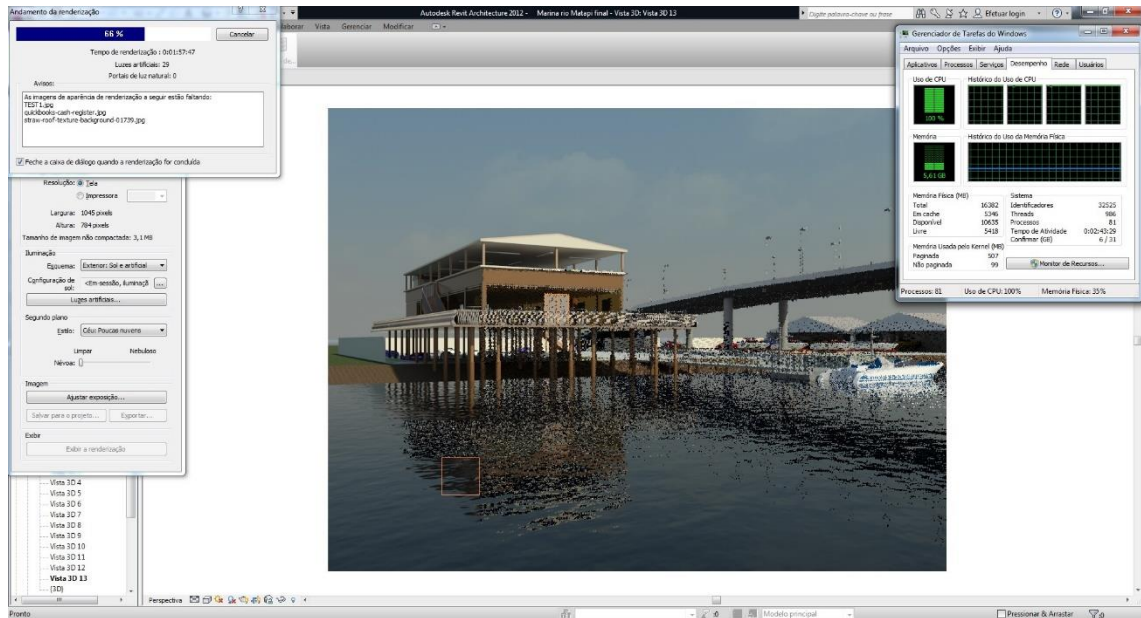 Andamento da renderização
66 %
Cancelar
Tempo de renderização : 0:01:57:47
Luzes artificiais: 29
Portais de luz natural: 0
Avisos:
As imagens de aparência de renderização a seguir estão faltando:
TEST1.jpg
quickbooks-cash-register.jpg
straw-roof-texture-background-01739.jpg
Feche a caixa de diálogo quando a renderização for concluída
Resolução: Tela
Impressora
Largura: 1045 pixels
Altura: 784 pixels
Tamanho de imagem não compactada: 3,1 MB
Iluminação
Esquema: Exterior: Sol e artificial
Configuração de sol: <Em-sessão, iluminaçã ...
Luzes artificiais...
Segundo plano
Estilo: Céu: Poucas nuvens
Limpar Nebuloso
Névoa:
Imagem
Ajustar exposição...
Salvar para o projeto... Exportar...
Exibir
Exibir a renderização
Vista 3D 4
Vista 3D 5
Vista 3D 6
Vista 3D 7
Vista 3D 8
Vista 3D 9
Vista 3D 10
Vista 3D 11
Vista 3D 12
Vista 3D 13
{3D}
Pronto
Perspectiva
:0
Modelo principal
Pressionar & Arrastar
:0
Autodesk Revit Architecture 2012 - Marina rio Matapi final - Vista 3D: Vista 3D 13
Digite palavra-chave ou frase
Efetuar login
laborar Vista Gerenciar Modificar
de...
Gerenciador de Tarefas do Windows
Arquivo Opções Exibir Ajuda
Aplicativos Processos Serviços Desempenho Rede Usuários
Uso de CPU Histórico do Uso de CPU
100 %
Memória Histórico do Uso da Memória Física
5,61 GB
Memória Física (MB)
Total 16382
Em cache 5346
Disponível 10635
Livre 5418
Sistema
Identificadores 32525
Threads 986
Processos 81
Tempo de Atividade 0:02:43:29
Confirmar (GB) 6 / 31
Memória Usada pelo Kernel (MB)
Paginada 507
Não paginada 99
Monitor de Recursos...
Processos: 81 Uso de CPU: 100% Memória Física: 35%